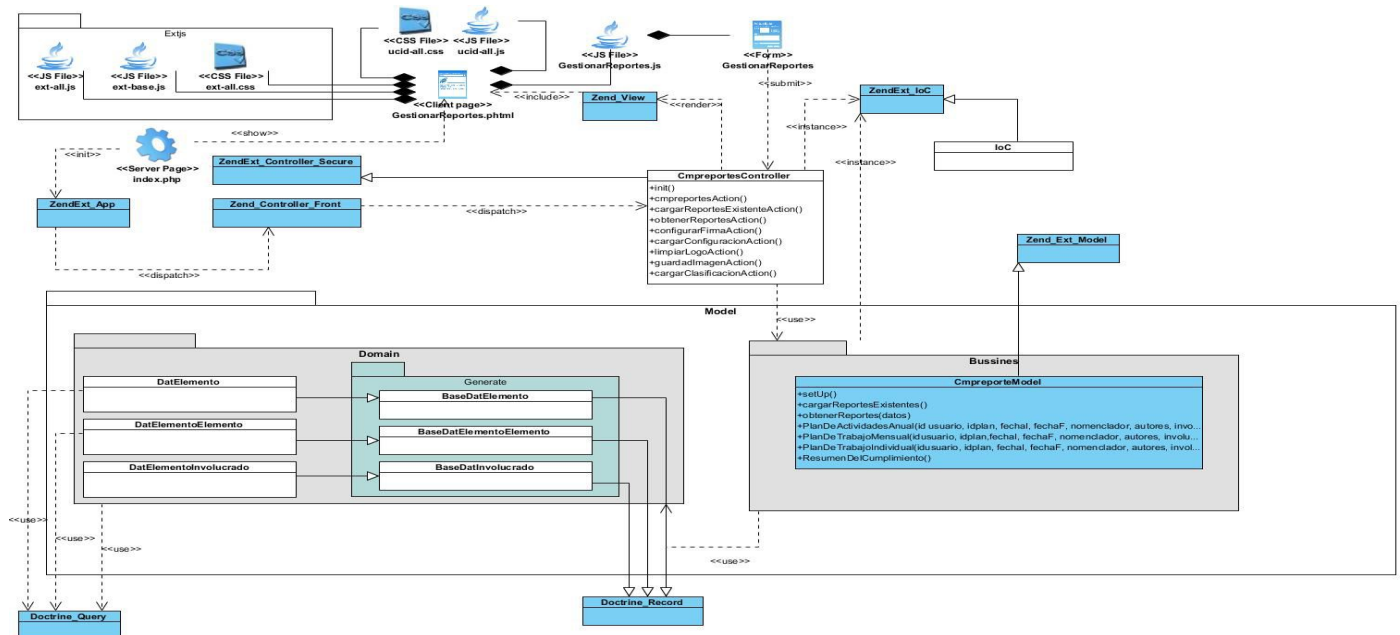 Extjs
<<JS File>>
ext-all.js
<<JS File>>
ext-base.js
<<CSS File>>
ext-all.css
<<CSS File>>
ucid-all.css
<<JS File>>
ucid-all.js
<<Client page>>
GestionarReportes.phtml
<<JS File>>
GestionarReportes.js
<<Form>>
GestionarReportes
<<include>>
Zend_View
<<render>>
<<submit>>
ZendExt_IoC
<<instance>>
<<instance>>
IoC
<<show>>
<<init>>
<<Server Page>>
index.php
ZendExt_Controller_Secure
ZendExt_App
Zend_Controller_Front
<<dispatch>>
<<dispatch>>
CmpreportesController
+init()
+cmpreportesAction()
+cargarReportesExistenteAction()
+obtenerReportesAction()
+configurarFirmaAction()
+cargarConfiguracionAction()
+limpiarLogoAction()
+guardadImagenAction()
+cargarClasificacionAction()
Zend_Ext_Model
<<use>>
Model
Domain
DatElemento
DatElementoElemento
DatElementoInvolucrado
Generate
BaseDatElemento
BaseDatElementoElemento
BaseDatInvolucrado
Bussines
CmpreporteModel
+setUp()
+cargarReportesExistentes()
+obtenerReportes(datos)
+PlanDeActividadesAnual(id usuario, idplan, fechaI, fechaF, nomenclador, autores, invo...
+PlanDeTrabajoMensual(idusuario, idplan,fechaI, fechaF, nomenclador, autores, involu...
+PlanDeTrabajoIndividual(idusuario, idplan, fechaI, fechaF, nomenclador, autores, invol...
+ResumenDelCumplimiento()
<<use>>
<<use>>
<<use>>
<<use>>
Doctrine_Query
Doctrine_Record